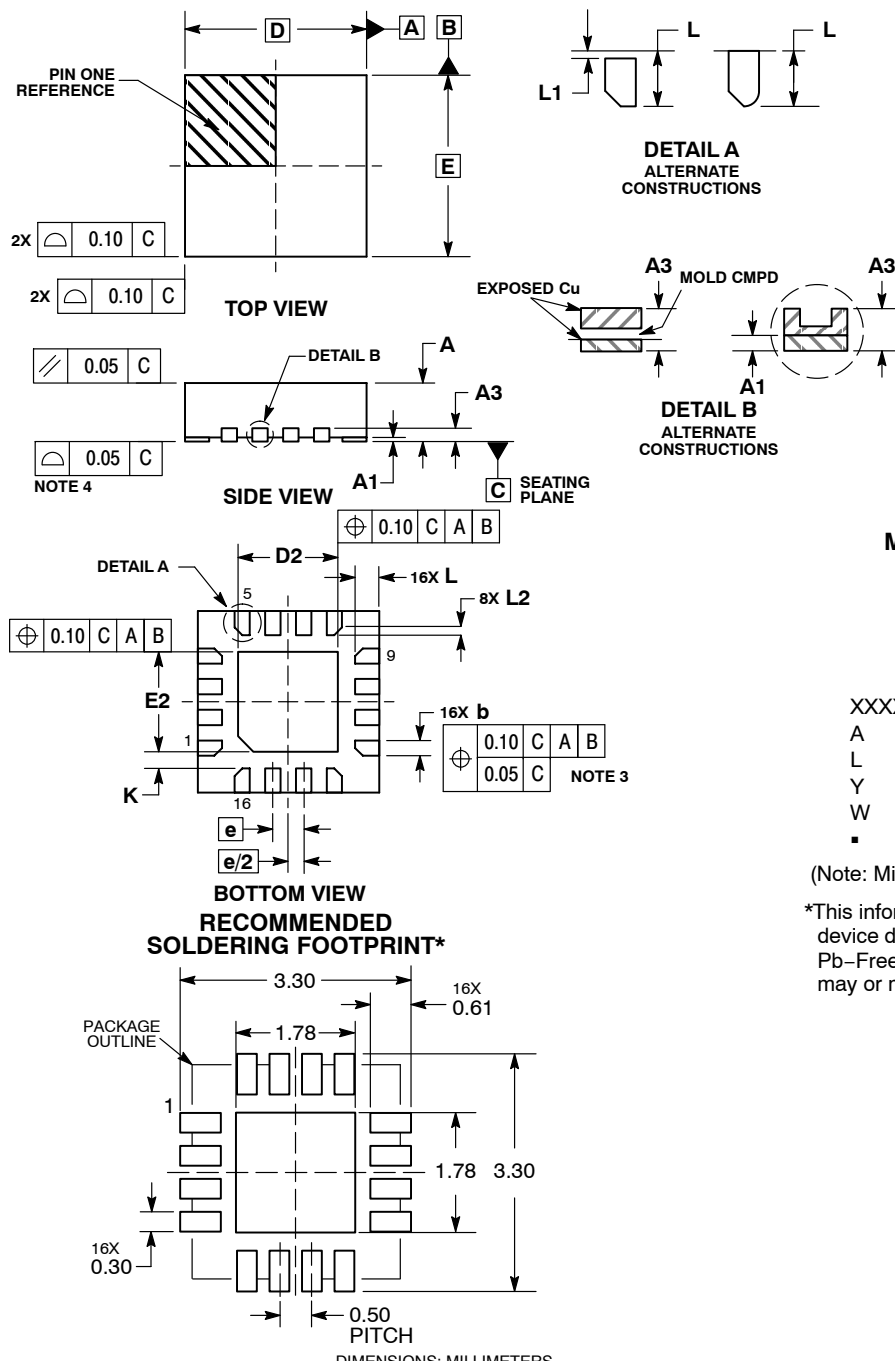 D
A
B
PIN ONE
REFERENCE
E
2X 0.10 C
2X 0.10 C
TOP VIEW
L
L
L1
DETAIL A
ALTERNATE
CONSTRUCTIONS
EXPOSED Cu
MOLD CMPD
A3
A3
A1
DETAIL B
ALTERNATE
CONSTRUCTIONS
0.05 C
DETAIL B
A
A3
0.05 C
NOTE 4
A1
C SEATING
PLANE
SIDE VIEW
0.10 C A B
D2
16X L
DETAIL A
5
8X L2
0.10 C A B
9
E2
16X b
0.10 C A B
0.05 C NOTE 3
1
K
16
e
e/2
BOTTOM VIEW
M
XXXX
A
L
Y
W
▪
(Note: Mi
*This infor
device d
Pb−Free
may or n
RECOMMENDED
SOLDERING FOOTPRINT*
3.30
16X
0.61
PACKAGE
OUTLINE
1.78
1
1.78 3.30
16X
0.30
0.50
PITCH
DIMENSIONS: MILLIMETERS